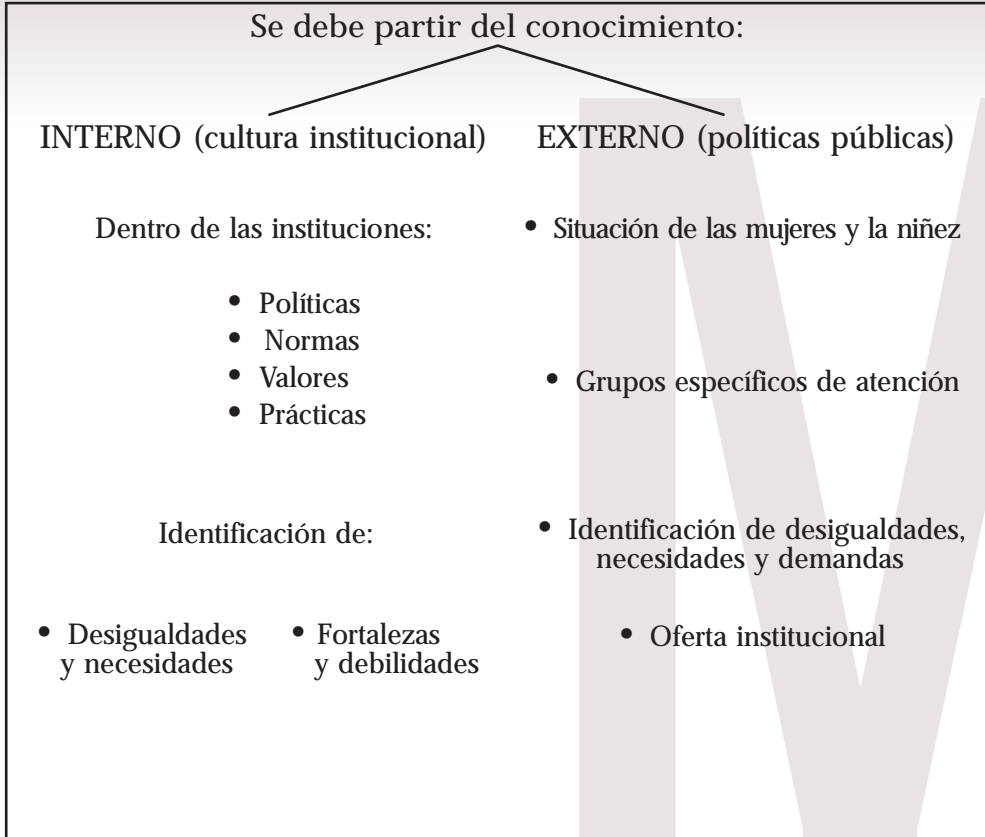 Se debe partir del conocimiento:
INTERNO (cultura institucional)
Dentro de las instituciones:
• Políticas
• Normas
• Valores
• Prácticas
Identificación de:
• Desigualdades
y necesidades
• Fortalezas
y debilidades
EXTERNO (políticas públicas)
• Situación de las mujeres y la niñez
• Grupos específicos de atención
• Identificación de desigualdades,
necesidades y demandas
• Oferta institucional